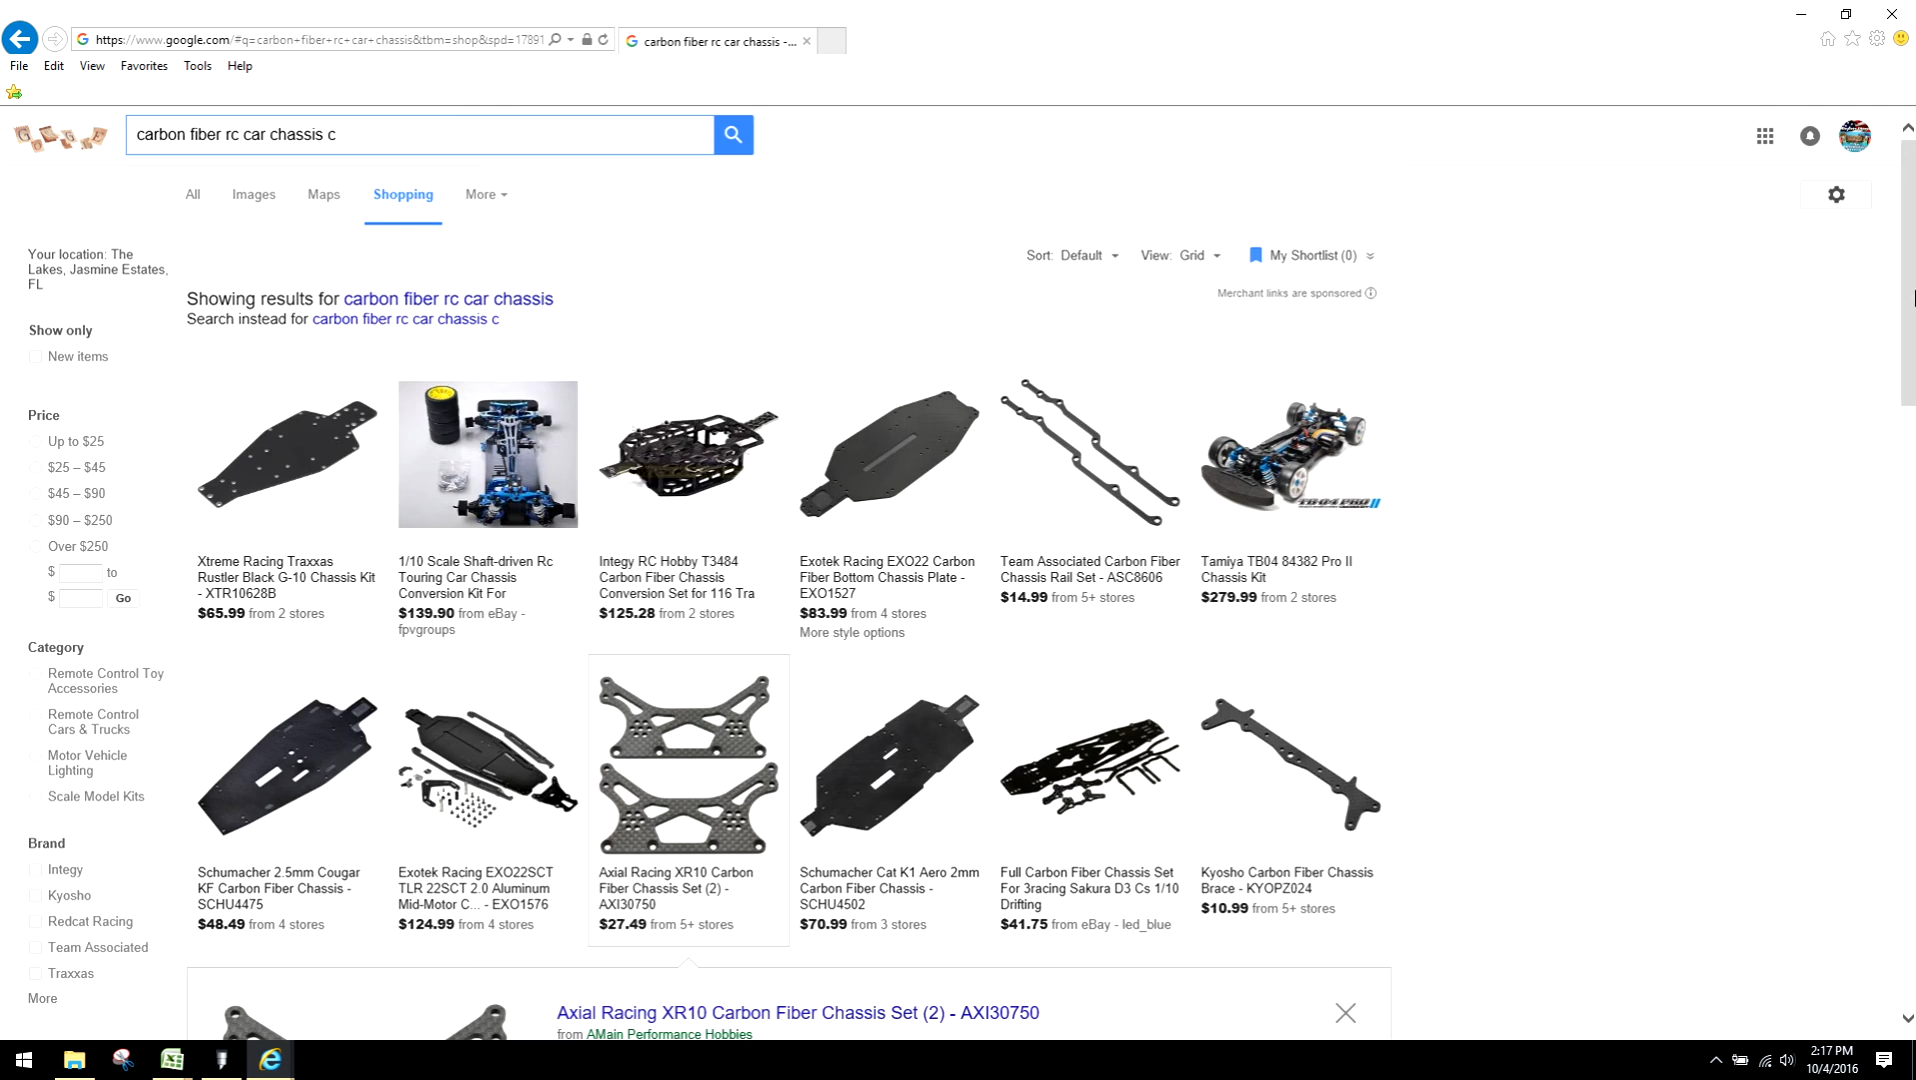 https://www.google.com/#q=carbon+fiber+rc+car+chassis&tbm=shop&spd=17891
carbon fiber rc car chassis -...
File Edit View Favorites Tools Help
carbon fiber rc car chassis c
All Images Maps Shopping More
Your location: The
Lakes, Jasmine Estates,
FL
Sort: Default View: Grid My Shortlist (0)
Merchant links are sponsored
Showing results for carbon fiber rc car chassis
Search instead for carbon fiber rc car chassis c
Show only
New items
Price
Up to $25
$25 – $45
$45 – $90
$90 – $250
Over $250
$ to
$ Go
Category
Remote Control Toy
Accessories
Remote Control
Cars & Trucks
Motor Vehicle
Lighting
Scale Model Kits
Brand
Integy
Kyosho
Redcat Racing
Team Associated
Traxxas
More
TB04 PRO II
Xtreme Racing Traxxas
Rustler Black G-10 Chassis Kit
- XTR10628B
$65.99 from 2 stores
1/10 Scale Shaft-driven Rc
Touring Car Chassis
Conversion Kit For
$139.90 from eBay -
fpvgroups
Integy RC Hobby T3484
Carbon Fiber Chassis
Conversion Set for 116 Tra
$125.28 from 2 stores
Exotek Racing EXO22 Carbon
Fiber Bottom Chassis Plate -
EXO1527
$83.99 from 4 stores
More style options
Team Associated Carbon Fiber
Chassis Rail Set - ASC8606
$14.99 from 5+ stores
Tamiya TB04 84382 Pro II
Chassis Kit
$279.99 from 2 stores
Schumacher 2.5mm Cougar
KF Carbon Fiber Chassis -
SCHU4475
$48.49 from 4 stores
Exotek Racing EXO22SCT
TLR 22SCT 2.0 Aluminum
Mid-Motor C... - EXO1576
$124.99 from 4 stores
Axial Racing XR10 Carbon
Fiber Chassis Set (2) -
AXI30750
$27.49 from 5+ stores
Schumacher Cat K1 Aero 2mm
Carbon Fiber Chassis -
SCHU4502
$70.99 from 3 stores
Full Carbon Fiber Chassis Set
For 3racing Sakura D3 Cs 1/10
Drifting
$41.75 from eBay - led_blue
Kyosho Carbon Fiber Chassis
Brace - KYOPZ024
$10.99 from 5+ stores
Axial Racing XR10 Carbon Fiber Chassis Set (2) - AXI30750
from AMain Performance Hobbies
2:17 PM
10/4/2016